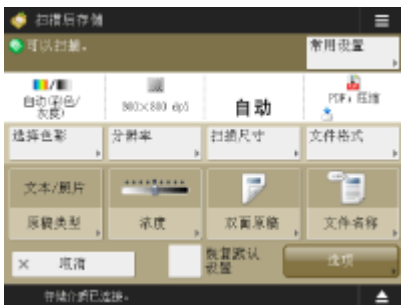 扫描后存储
可以扫描。
常用设置
自动(彩色/
灰度)
300×300 dpi
自动
PDF; 压缩
选择色彩
分辨率
扫描尺寸
文件格式
文本/照片
原稿类型
浓度
双面原稿
文件名称
× 取消
恢复默认
设置
选项
存储介质已连接。